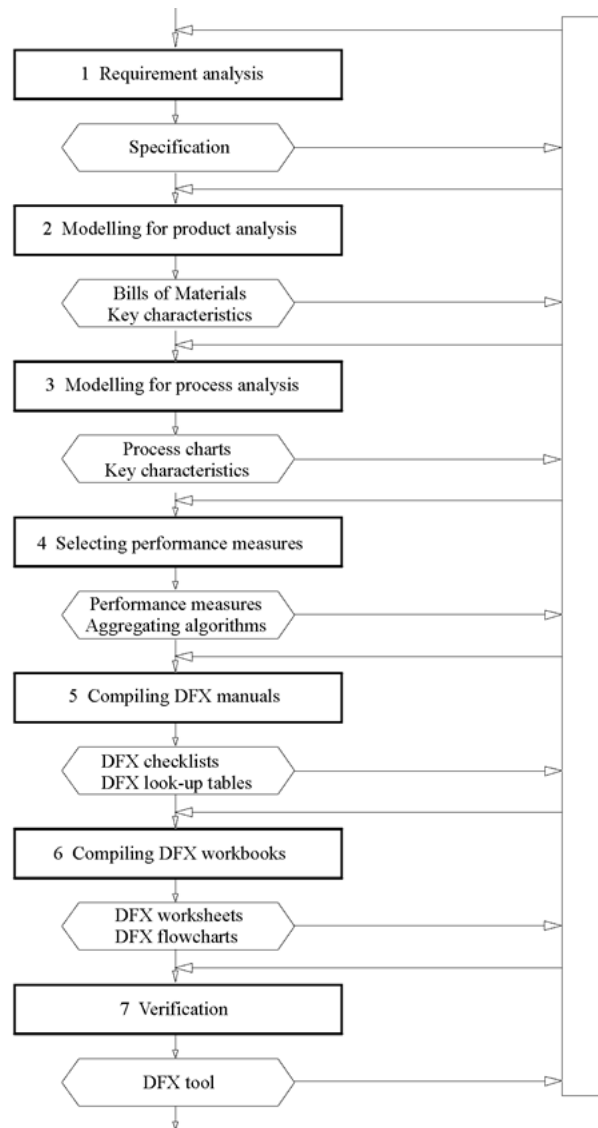 1 Requirement analysis
Specification
2 Modelling for product analysis
Bills of Materials
Key characteristics
3 Modelling for process analysis
Process charts
Key characteristics
4 Selecting performance measures
Performance measures
Aggregating algorithms
5 Compiling DFX manuals
DFX checklists
DFX look-up tables
6 Compiling DFX workbooks
DFX worksheets
DFX flowcharts
7 Verification
DFX tool